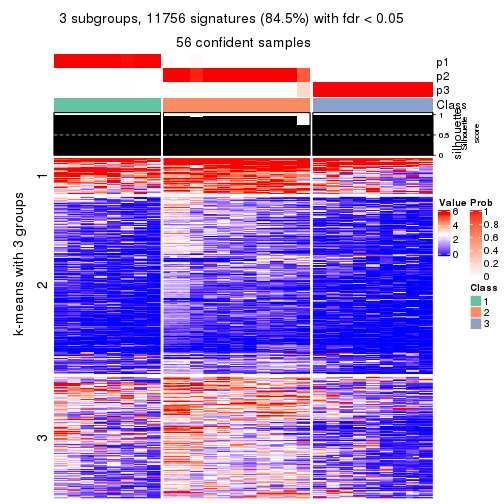 3 subgroups, 11756 signatures (84.5%) with fdr < 0.05
56 confident samples
p1
p2
p3
Class
1
0.5
0
silhouette
Silhouette
score
k-means with 3 groups
1
2
3
Value
6
4
2
0
Prob
1
0.8
0.6
0.4
0.2
0
Class
1
2
3